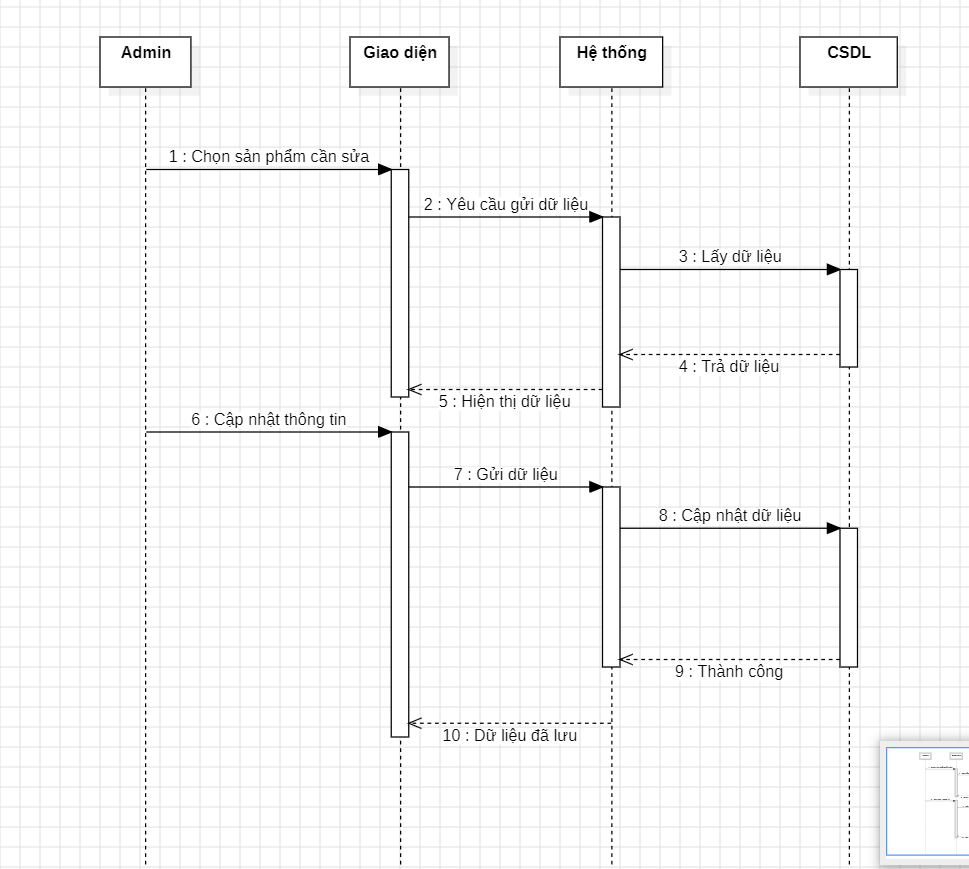 Admin
Giao diện
Hệ thống
CSDL
1 : Chọn sản phẩm cần sửa
2 : Yêu cầu gửi dữ liệu
3 : Lấy dữ liệu
4 : Trả dữ liệu
5 : Hiện thị dữ liệu
6 : Cập nhật thông tin
7 : Gửi dữ liệu
8 : Cập nhật dữ liệu
9 : Thành công
10 : Dữ liệu đã lưu